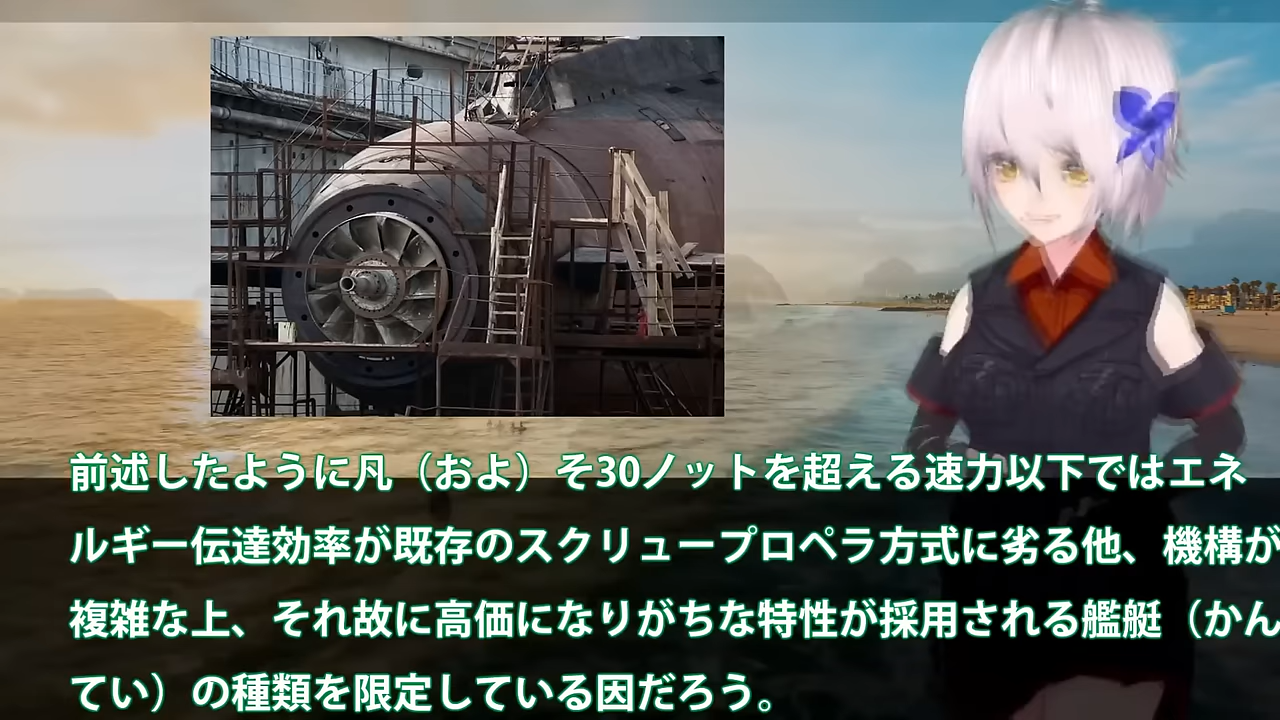 前述したように凡（およ）そ30ノットを超える速力以下ではエネ
ルギー伝達効率が既存のスクリュープロペラ方式に劣る他、機構が
複雑な上、それ故に高価になりがちな特性が採用される艦艇（かん
てい）の種類を限定している因だろう。